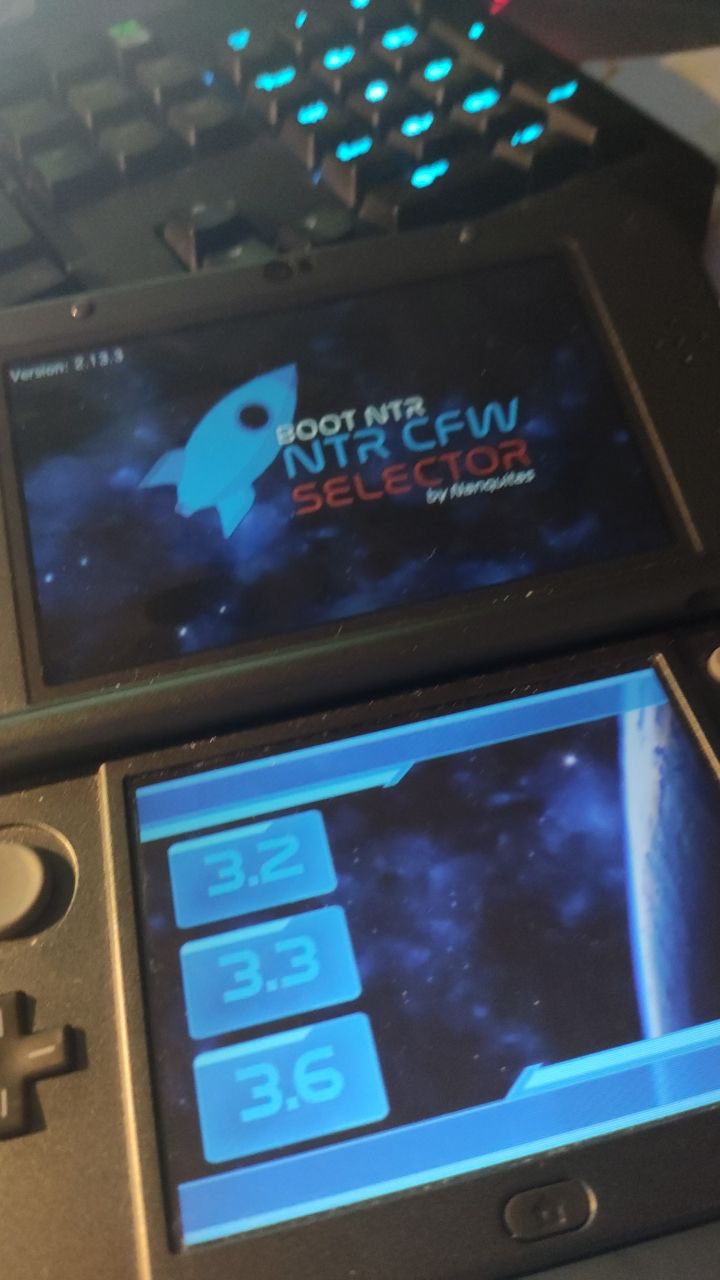 Version: 2.13.3
BOOT NTR
NTR CFW
SELECTOR
by Nanquitas
3.2
3.3
3.6